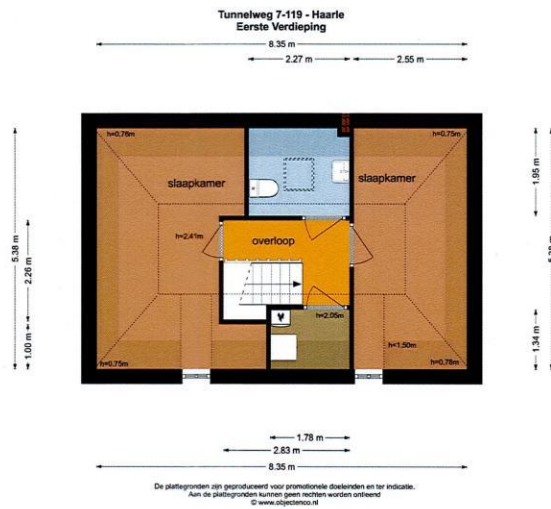 Tunnelweg 7-119 - Haarle
Eerste Verdieping
8.35 m
2.27 m
2.55 m
h=0.76m
h=0.75m
slaapkamer
slaapkamer
1.95 m
5.38 m
5.38 m
2.26 m
h=2.41m
overloop
h=2.05m
1.00 m
1.34 m
h<1,50m
h=0.75m
h=0.78m
1.78 m
2.83 m
8.35 m
De plattegronden zijn geproduceerd voor promotionele doeleinden en ter indicatie.
Aan de plattegronden kunnen geen rechten worden ontleend
© www.objectenco.nl